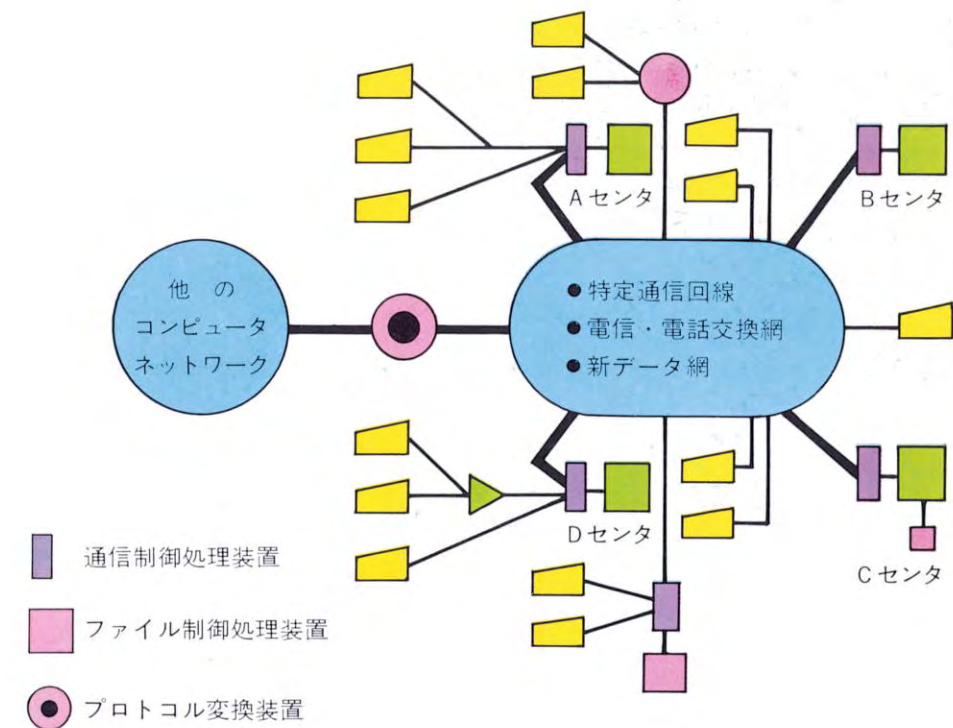 Aセンタ
Bセンタ
他の
コンピュータ
ネットワーク
●特定通信回線
●電信・電話交換網
●新データ網
Dセンタ
Cセンタ
通信制御処理装置
ファイル制御処理装置
プロトコル変換装置